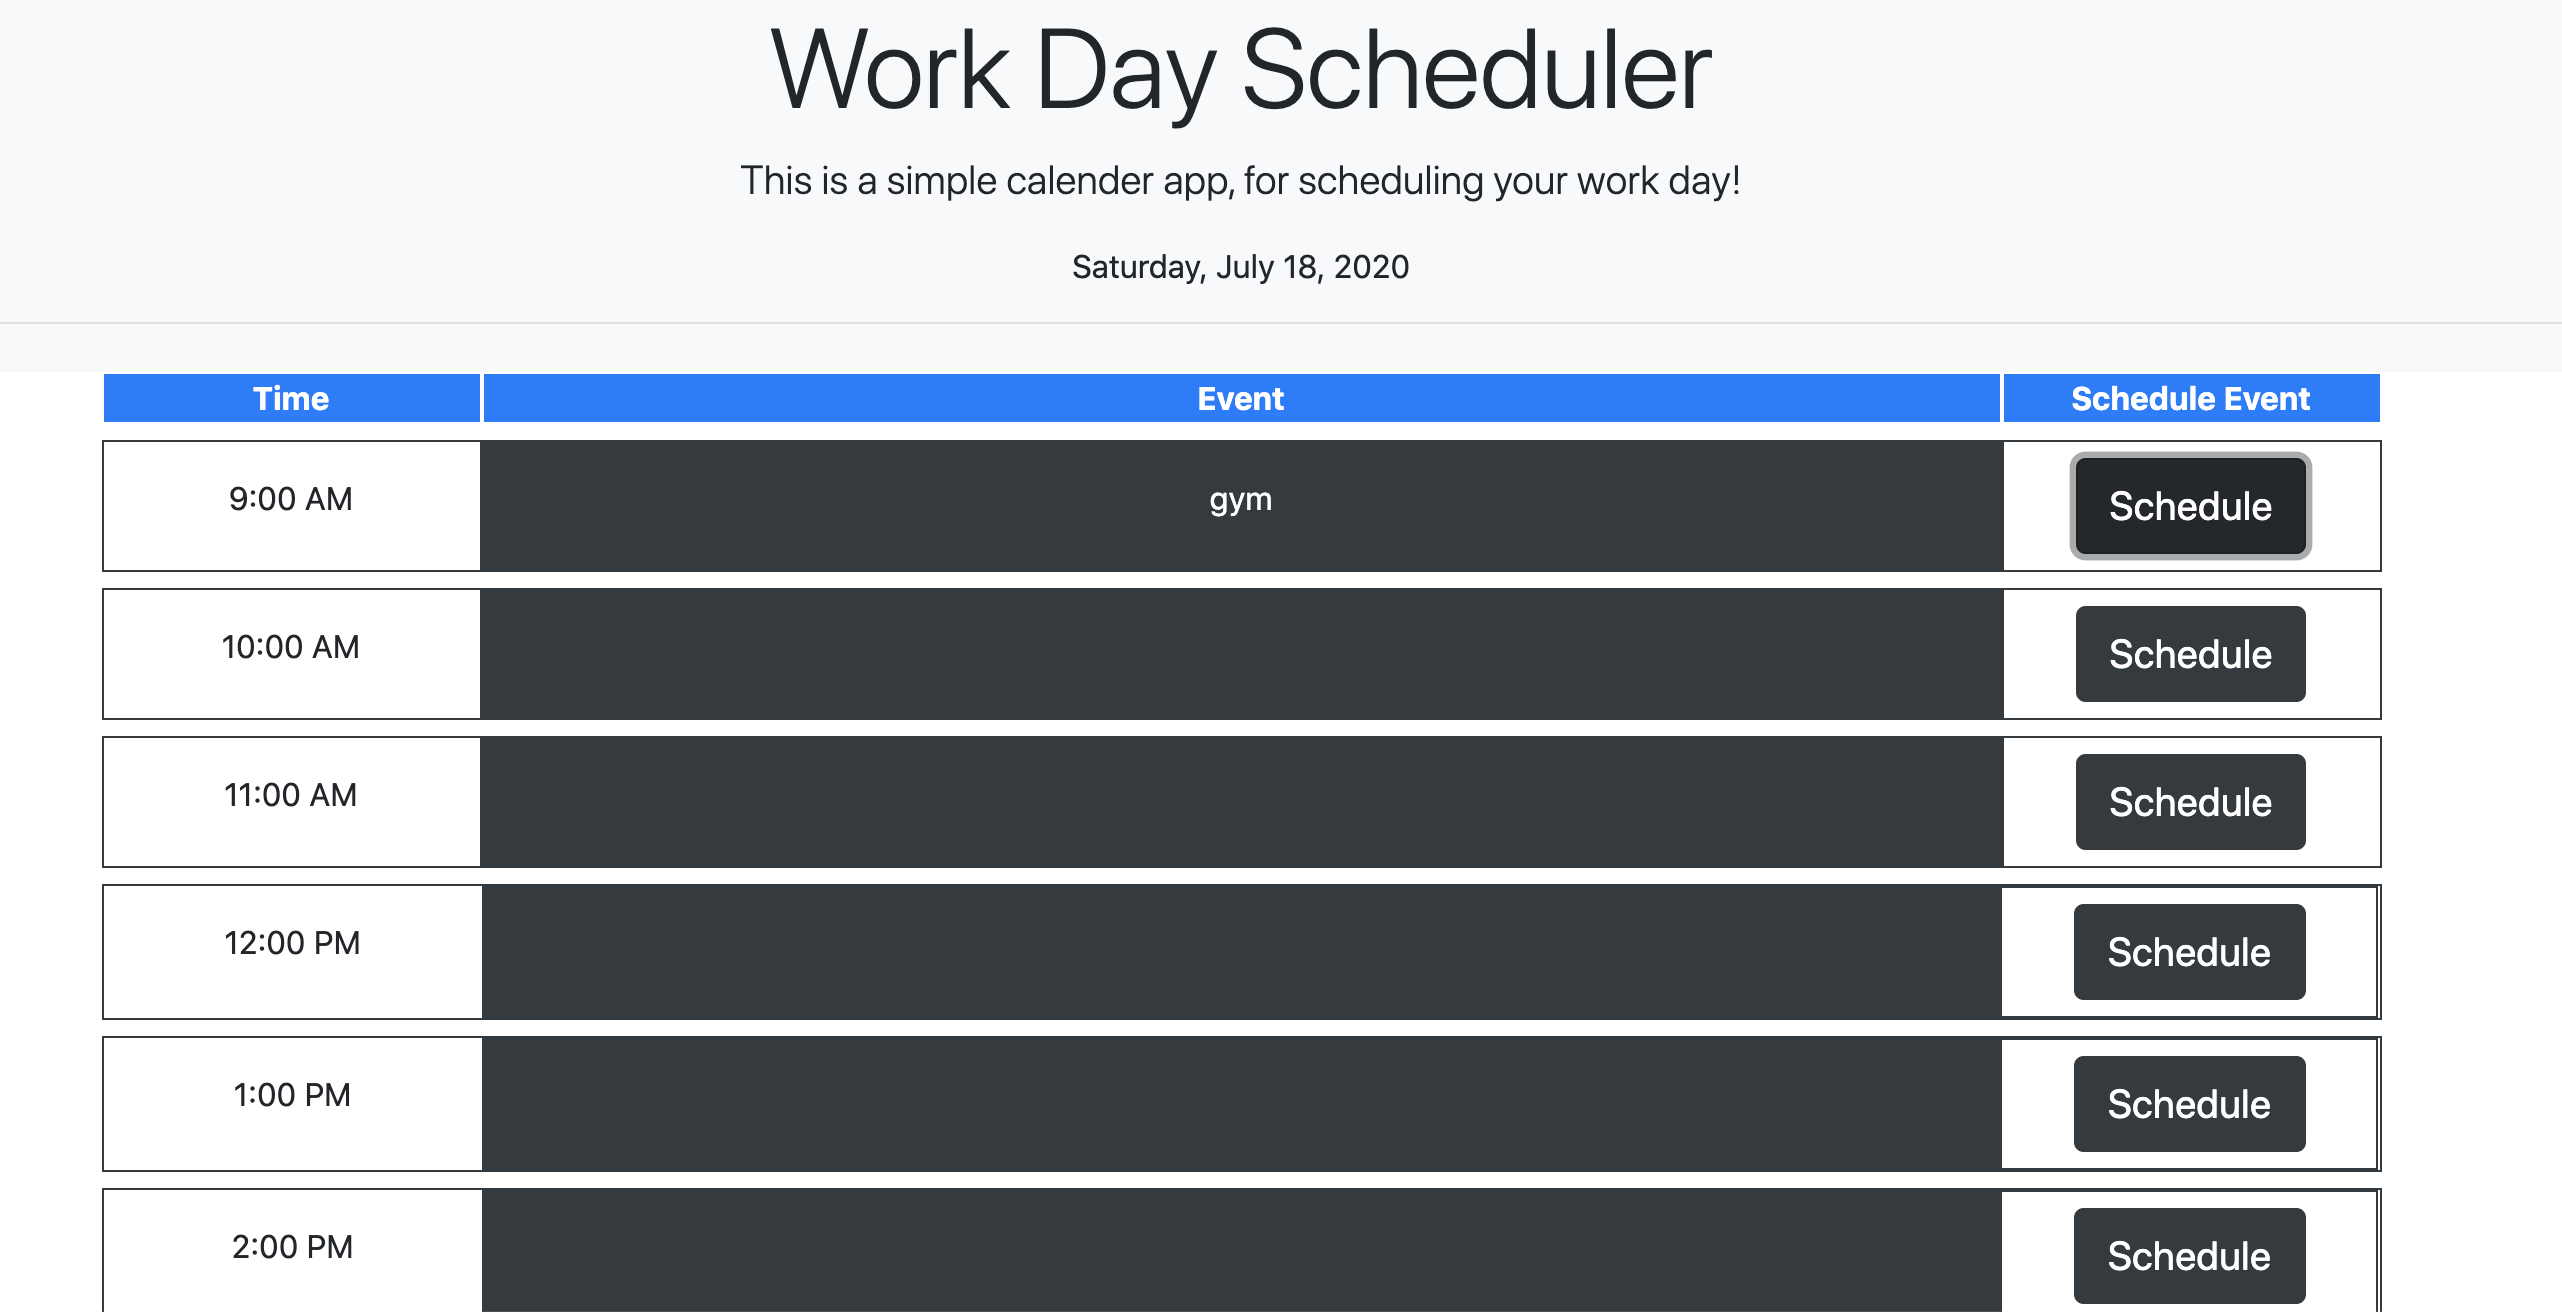 Work Day Scheduler
This is a simple calender app, for scheduling your work day!
Saturday, July 18, 2020
Time Event Schedule Event
9:00 AM gym Schedule
10:00 AM Schedule
11:00 AM Schedule
12:00 PM Schedule
1:00 PM Schedule
2:00 PM Schedule